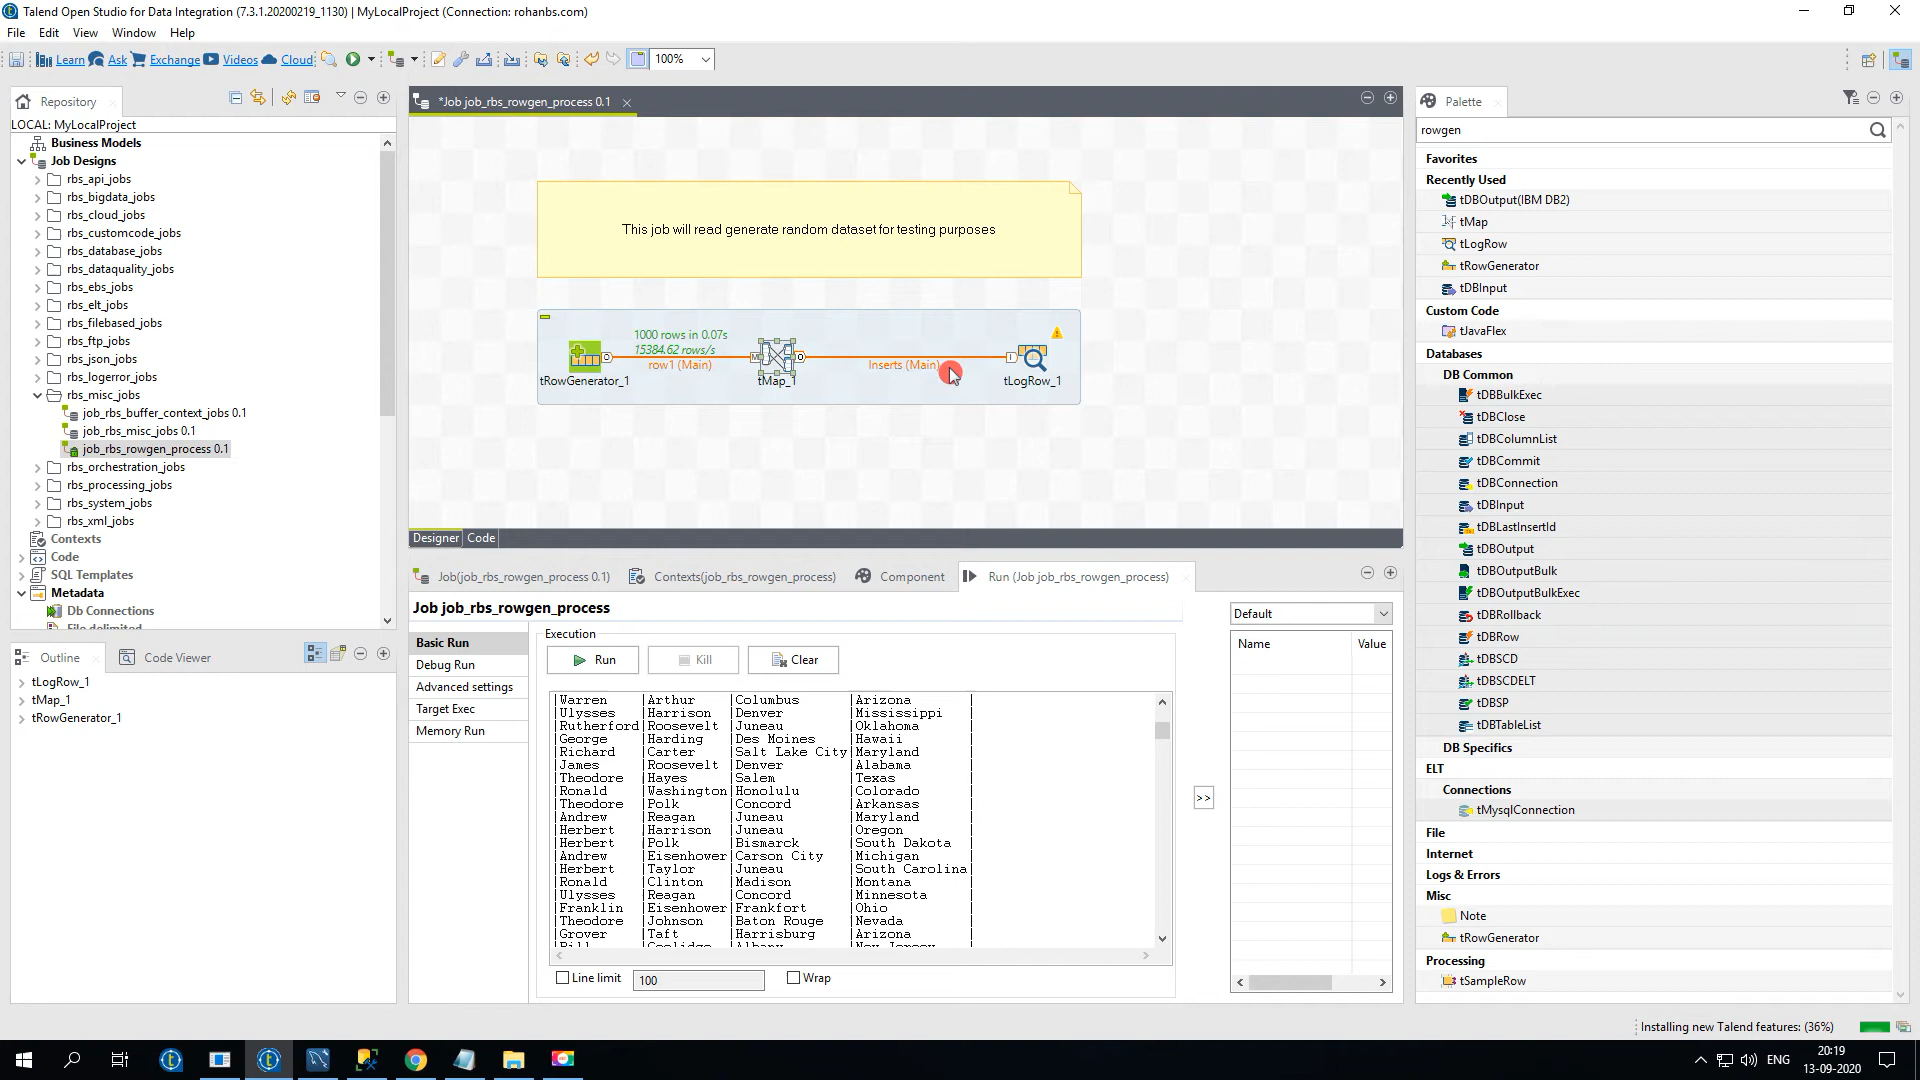 Talend Open Studio for Data Integration (7.3.1.20200219_1130) | MyLocalProject (Connection: rohanbs.com)
File Edit View Window Help
Learn Ask Exchange Videos Cloud 100%
Repository
LOCAL: MyLocalProject
Business Models
Job Designs
rbs_api_jobs
rbs_bigdata_jobs
rbs_cloud_jobs
rbs_customcode_jobs
rbs_database_jobs
rbs_dataquality_jobs
rbs_ebs_jobs
rbs_elt_jobs
rbs_filebased_jobs
rbs_ftp_jobs
rbs_json_jobs
rbs_logerror_jobs
rbs_misc_jobs
job_rbs_buffer_context_jobs 0.1
job_rbs_misc_jobs 0.1
job_rbs_rowgen_process 0.1
rbs_orchestration_jobs
rbs_processing_jobs
rbs_system_jobs
rbs_xml_jobs
Contexts
Code
SQL Templates
Metadata
Db Connections
File delimited
Outline Code Viewer
tLogRow_1
tMap_1
tRowGenerator_1
*Job job_rbs_rowgen_process 0.1
This job will read generate random dataset for testing purposes
1000 rows in 0.07s
15384.62 rows/s
row1 (Main)
Inserts (Main)
tRowGenerator_1
tMap_1
tLogRow_1
Designer Code
Job(job_rbs_rowgen_process 0.1) Contexts(job_rbs_rowgen_process) Component Run (Job job_rbs_rowgen_process)
Job job_rbs_rowgen_process
Basic Run
Debug Run
Advanced settings
Target Exec
Memory Run
Execution
Run Kill Clear
|Warren |Arthur |Columbus |Arizona |
|Ulysses |Harrison |Denver |Mississippi |
|Rutherford|Roosevelt |Juneau |Oklahoma |
|George |Harding |Des Moines |Hawaii |
|Richard |Carter |Salt Lake City|Maryland |
|James |Roosevelt |Denver |Alabama |
|Theodore |Hayes |Salem |Texas |
|Ronald |Washington|Honolulu |Colorado |
|Theodore |Polk |Concord |Arkansas |
|Andrew |Reagan |Juneau |Maryland |
|Herbert |Harrison |Juneau |Oregon |
|Herbert |Polk |Bismarck |South Dakota |
|Andrew |Eisenhower|Carson City |Michigan |
|Herbert |Taylor |Juneau |South Carolina|
|Ronald |Clinton |Madison |Montana |
|Ulysses |Reagan |Concord |Minnesota |
|Franklin |Eisenhower|Frankfort |Ohio |
|Theodore |Johnson |Baton Rouge |Nevada |
|Grover |Taft |Harrisburg |Arizona |
|Bill |Coolidge |Albany |New Jersey |
Line limit 100 Wrap
>>
Default
Name Value
Palette
rowgen
Favorites
Recently Used
tDBOutput(IBM DB2)
tMap
tLogRow
tRowGenerator
tDBInput
Custom Code
tJavaFlex
Databases
DB Common
tDBBulkExec
tDBClose
tDBColumnList
tDBCommit
tDBConnection
tDBInput
tDBLastInsertId
tDBOutput
tDBOutputBulk
tDBOutputBulkExec
tDBRollback
tDBRow
tDBSCD
tDBSCDELT
tDBSP
tDBTableList
DB Specifics
ELT
Connections
tMysqlConnection
File
Internet
Logs & Errors
Misc
Note
tRowGenerator
Processing
tSampleRow
Installing new Talend features: (36%)
ENG
20:19
13-09-2020